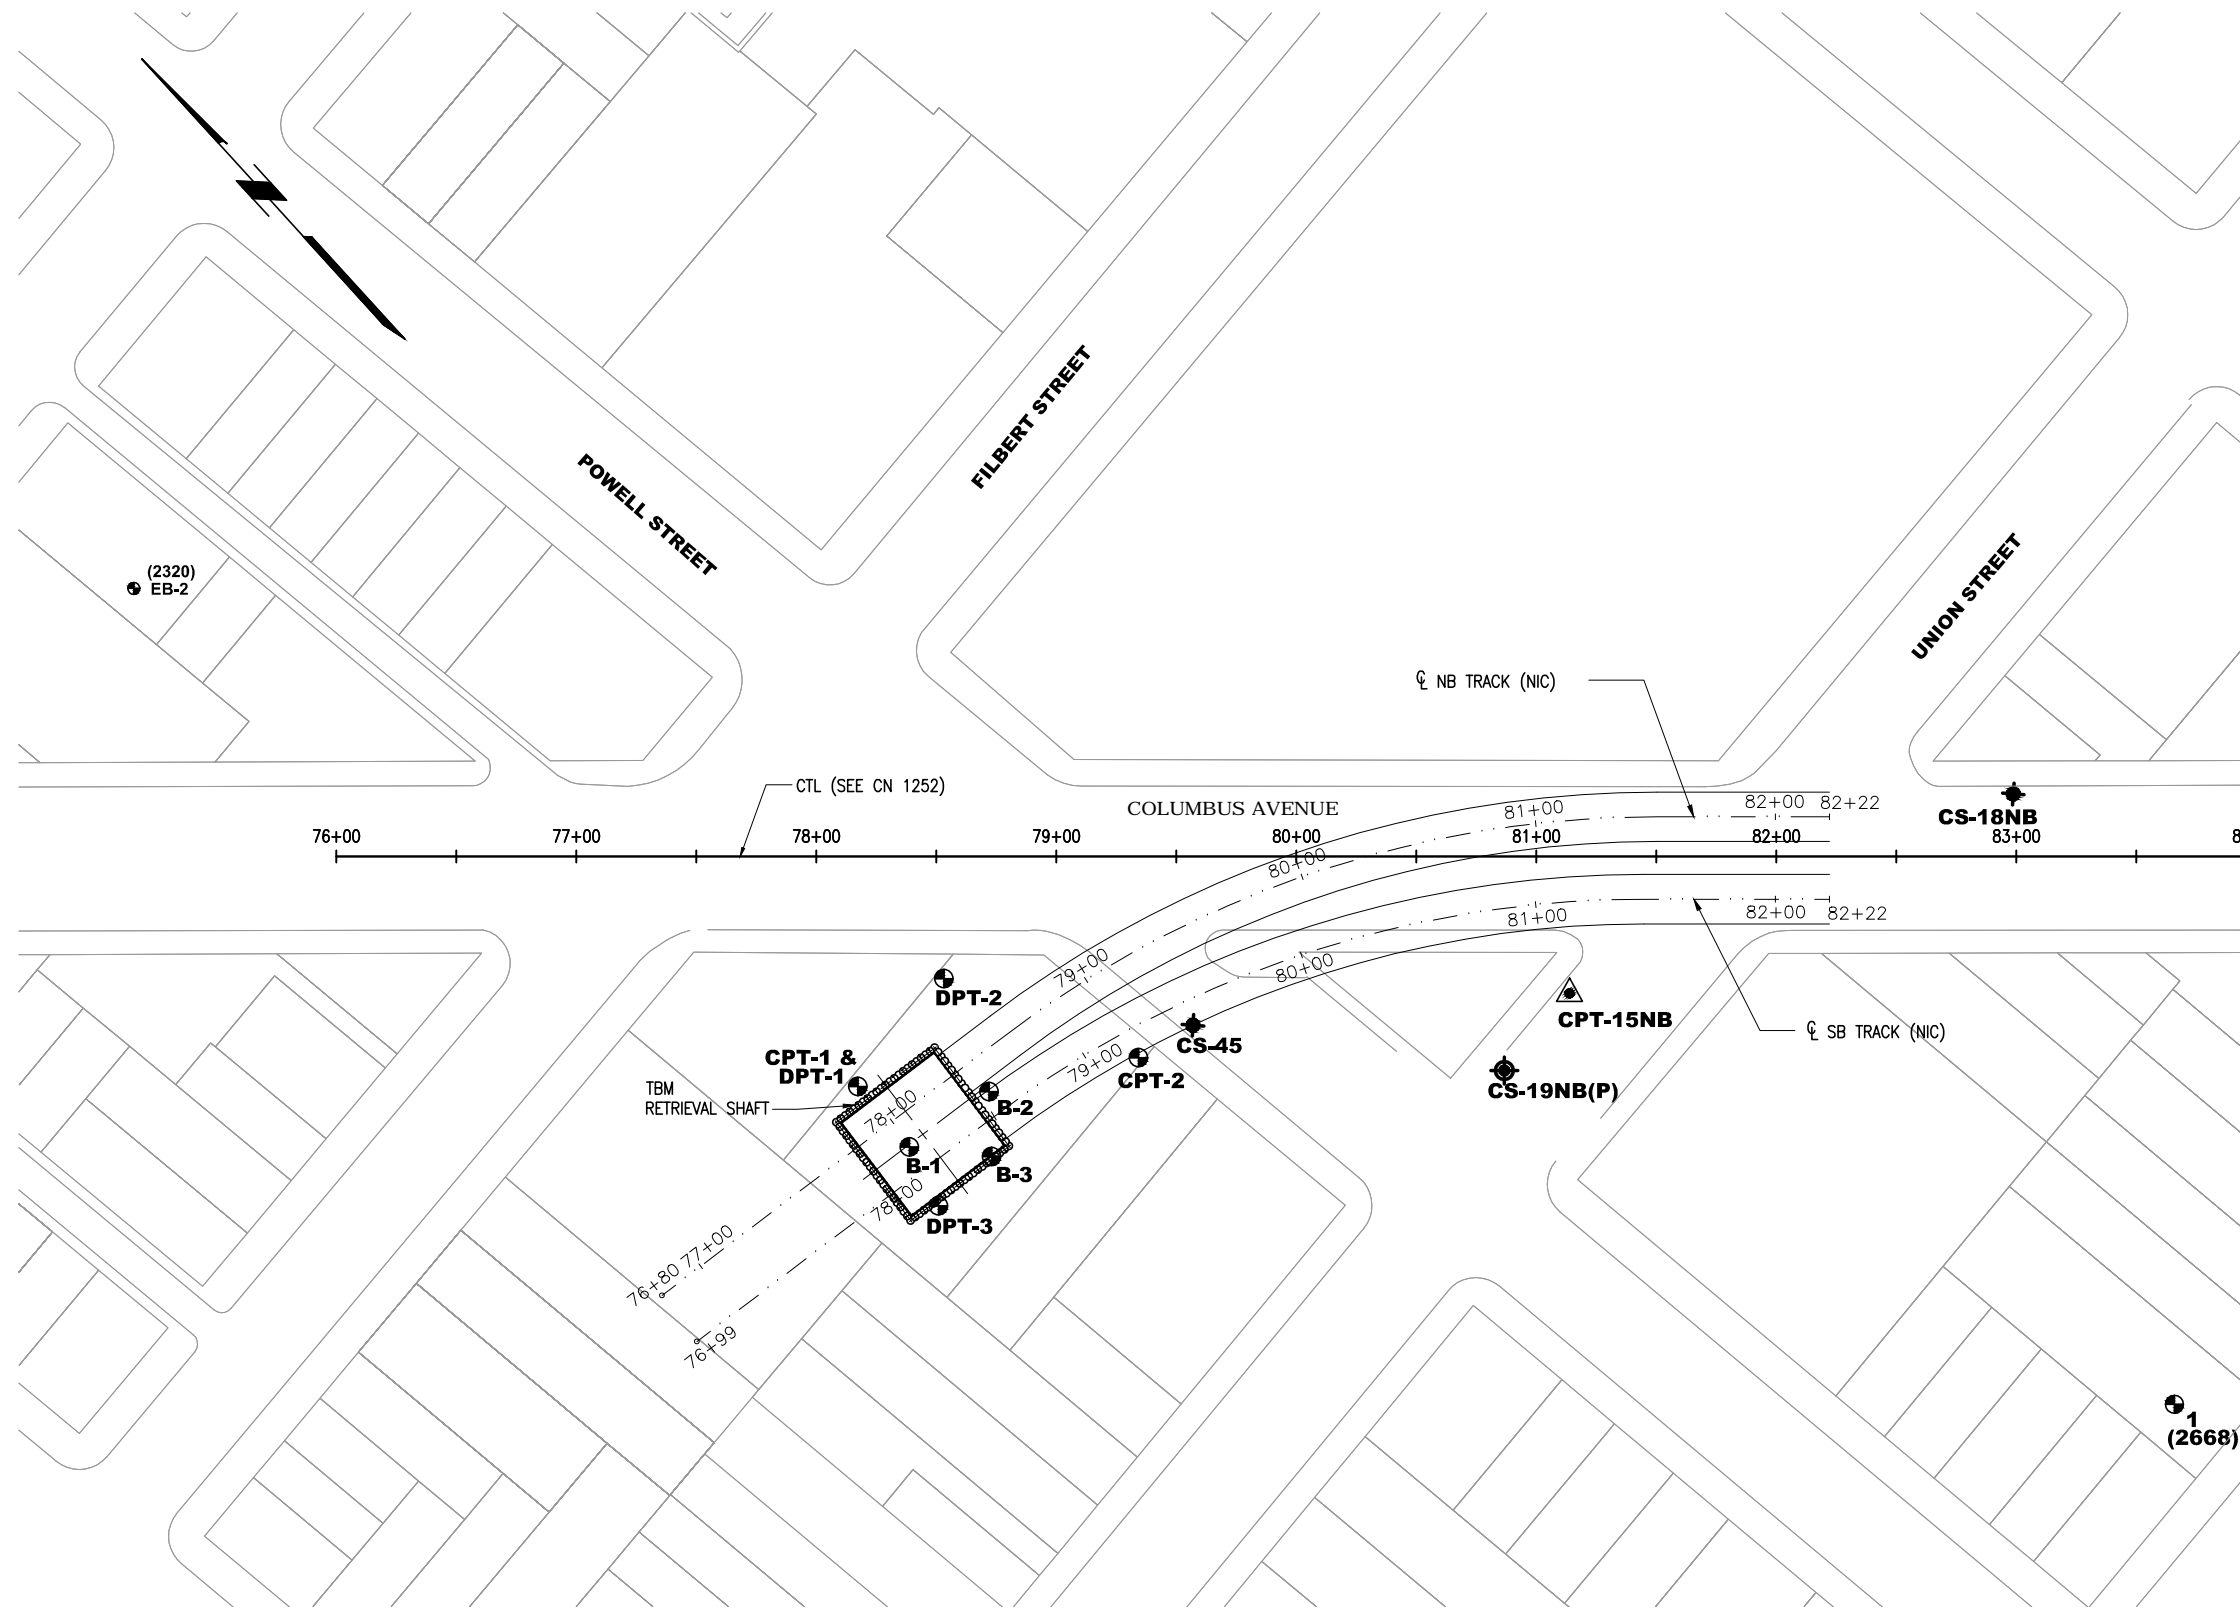 FILBERT STREET
POWELL STREET
UNION STREET
(2320)
EB-2
℄ NB TRACK (NIC)
CTL (SEE CN 1252)
COLUMBUS AVENUE
81+00
82+00
82+22
CS-18NB
76+00
77+00
78+00
79+00
80+00
81+00
82+00
83+00
80+00
81+00
82+00
82+22
79+00
80+00
DPT-2
CPT-15NB
℄ SB TRACK (NIC)
CS-45
CPT-1 &
DPT-1
79+00
CPT-2
TBM
RETRIEVAL SHAFT
78+00
B-2
CS-19NB(P)
B-1
B-3
78+00
DPT-3
77+00
76+80
76+99
1
(2668)